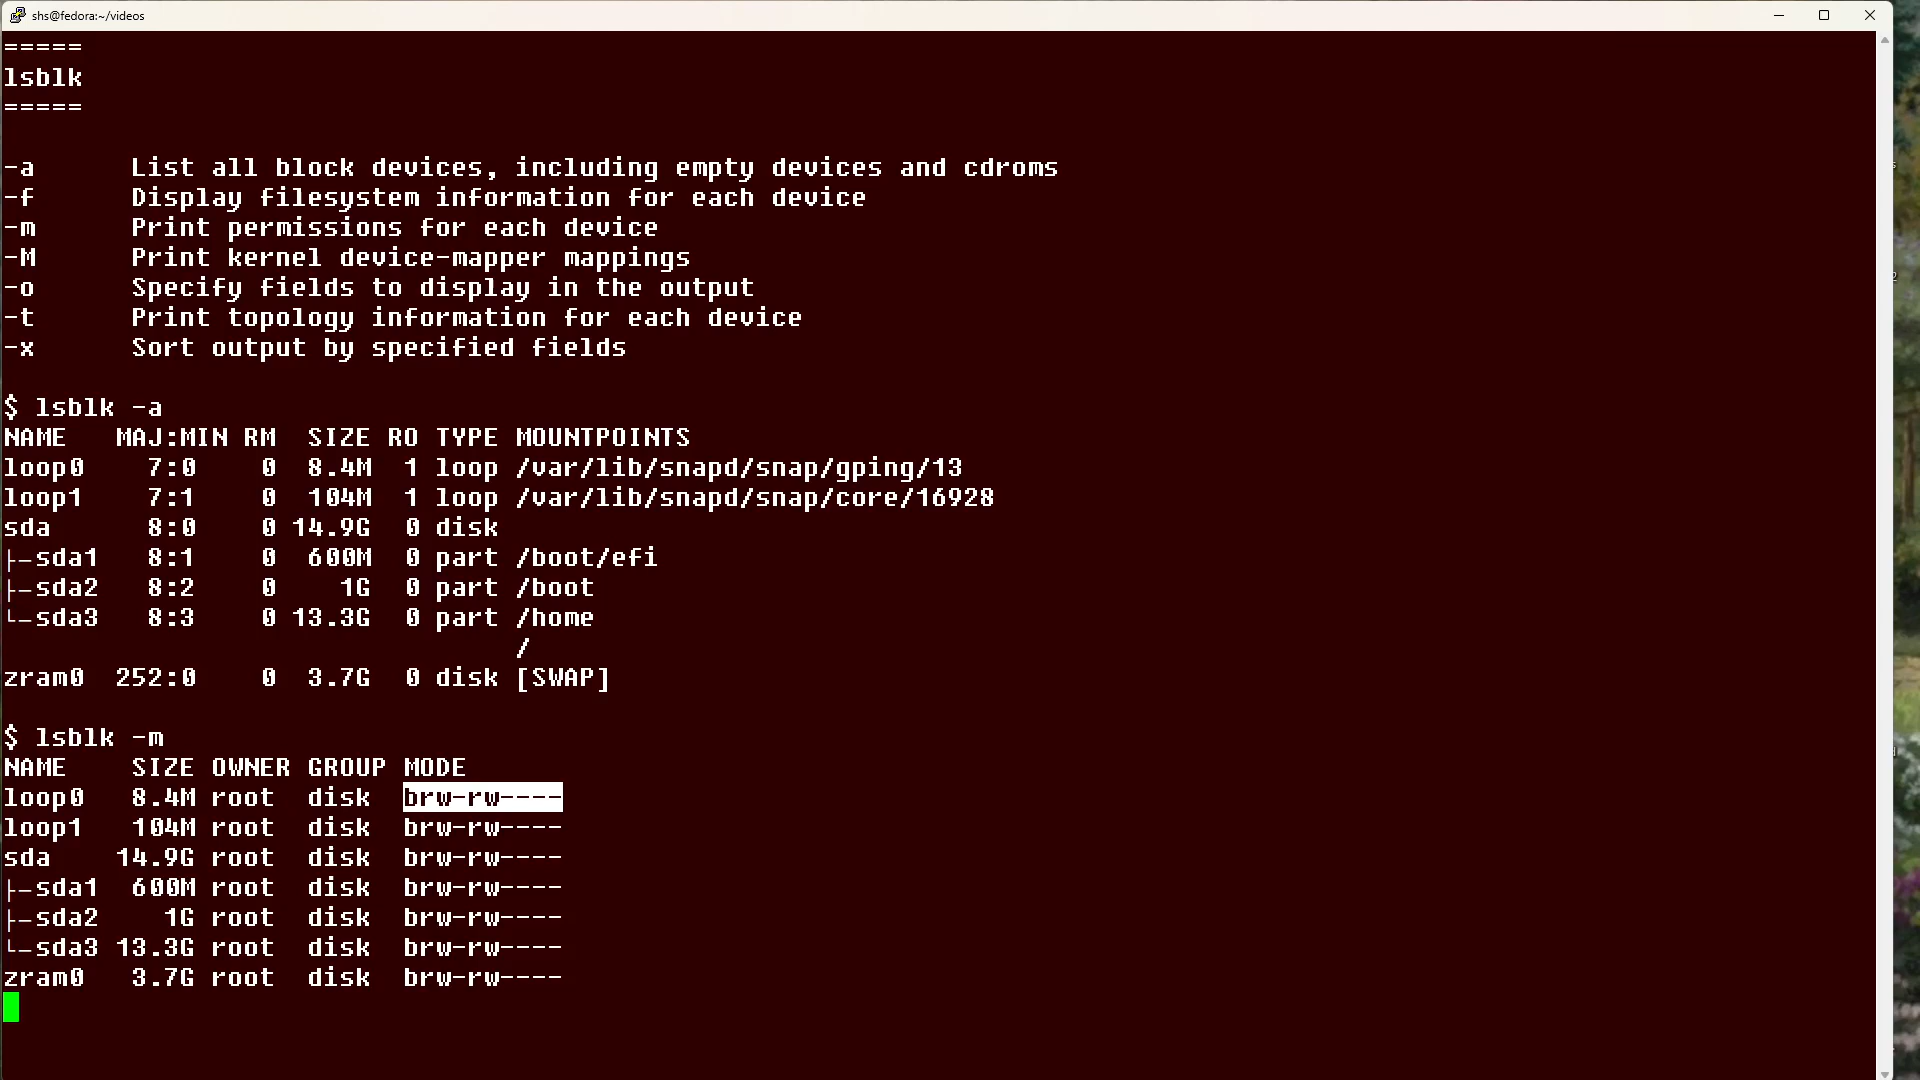 shs@fedora:~/videos
=====
lsblk
=====
-a      List all block devices, including empty devices and cdroms
-f      Display filesystem information for each device
-m      Print permissions for each device
-M      Print kernel device-mapper mappings
-o      Specify fields to display in the output
-t      Print topology information for each device
-x      Sort output by specified fields
$ lsblk -a
NAME   MAJ:MIN RM   SIZE RO TYPE MOUNTPOINTS
loop0    7:0    0   8.4M  1 loop /var/lib/snapd/snap/gping/13
loop1    7:1    0   104M  1 loop /var/lib/snapd/snap/core/16928
sda      8:0    0 14.9G  0 disk
├─sda1   8:1    0   600M  0 part /boot/efi
├─sda2   8:2    0     1G  0 part /boot
└─sda3   8:3    0 13.3G  0 part /home
                                /
zram0  252:0    0   3.7G  0 disk [SWAP]
$ lsblk -m
NAME    SIZE OWNER GROUP MODE
loop0   8.4M root  disk  brw-rw----
loop1   104M root  disk  brw-rw----
sda    14.9G root  disk  brw-rw----
├─sda1  600M root  disk  brw-rw----
├─sda2    1G root  disk  brw-rw----
└─sda3 13.3G root  disk  brw-rw----
zram0   3.7G root  disk  brw-rw----